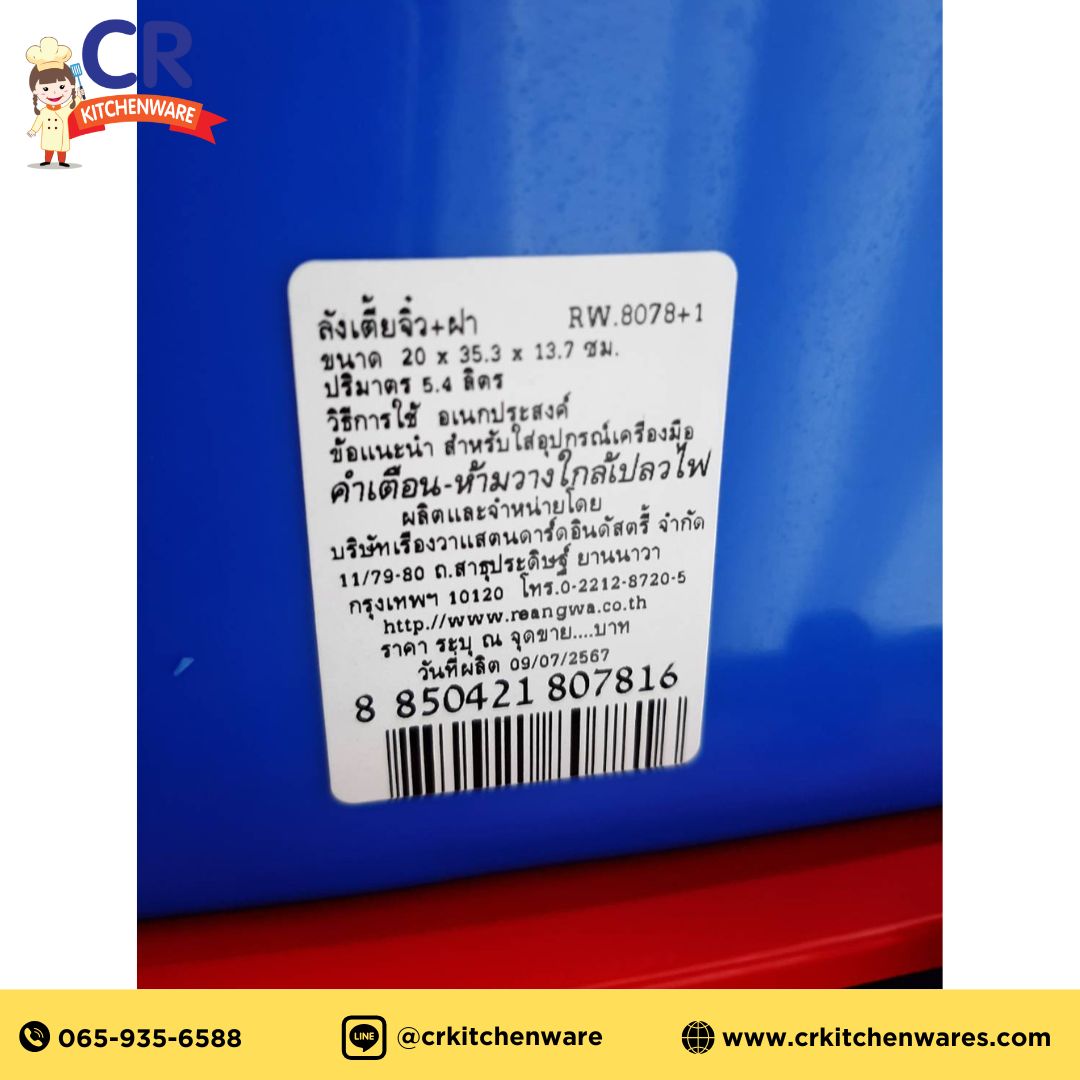 CR
KITCHENWARE
ลังเตี้ยจิ๋ว+ฝา RW.8078+1
ขนาด 20 x 35.3 x 13.7 ซม.
ปริมาตร 5.4 ลิตร
วิธีการใช้ อเนกประสงค์
ข้อแนะนำ สำหรับใส่อุปกรณ์เครื่องมือ
คำเตือน-ห้ามวางใกล้เปลวไฟ
ผลิตและจำหน่ายโดย
บริษัทเรืองวาแสตนดาร์ดอินดัสตรี้ จำกัด
11/79-80 ถ.สาธุประดิษฐ์ ยานนาวา
กรุงเทพฯ 10120 โทร.0-2212-8720-5
http://www.reangwa.co.th
ราคา ระบุ ณ จุดขาย....บาท
วันที่ผลิต 09/07/2567
8 850421 807816
065-935-6588 LINE @crkitchenware www.crkitchenwares.com